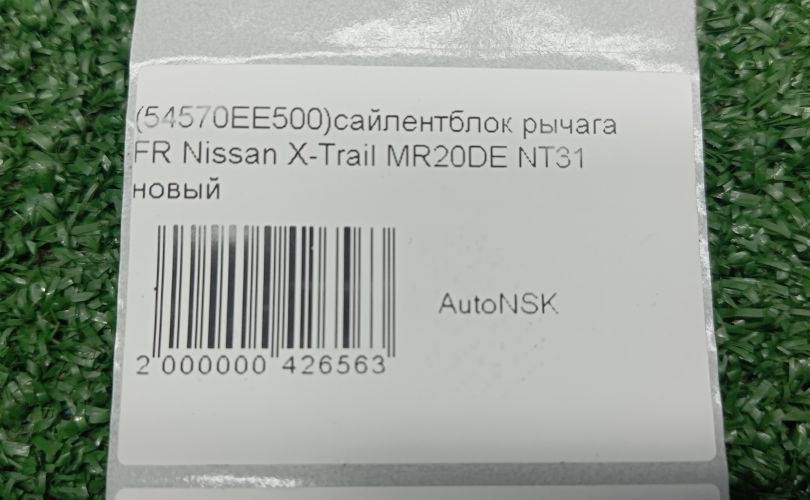 (54570EE500)сайлентблок рычага
FR Nissan X-Trail MR20DE NT31
новый
AutoNSK
2 000000 426563